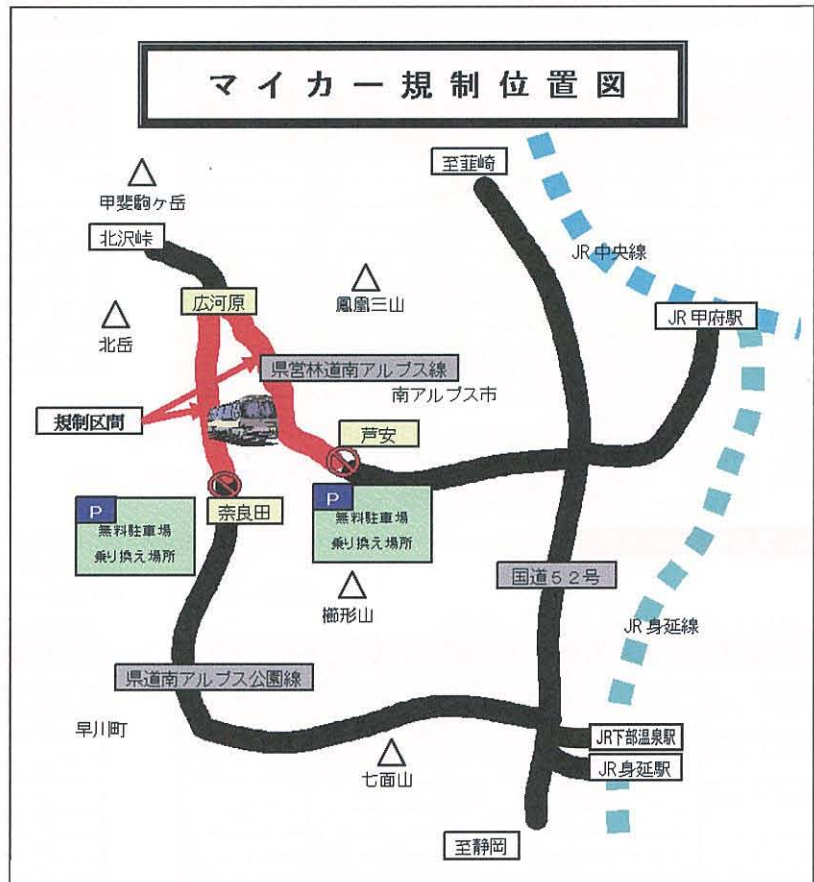 マイカー規制位置図
至韮崎
甲斐駒ヶ岳
北沢峠
JR中央線
広河原
鳳凰三山
JR甲府駅
北岳
県営林道南アルプス線
南アルプス市
規制区間
芦安
P
無料駐車場
乗り換え場所
奈良田
P
無料駐車場
乗り換え場所
国道52号
櫛形山
JR身延線
県道南アルプス公園線
早川町
七面山
JR下部温泉駅
JR身延駅
至静岡